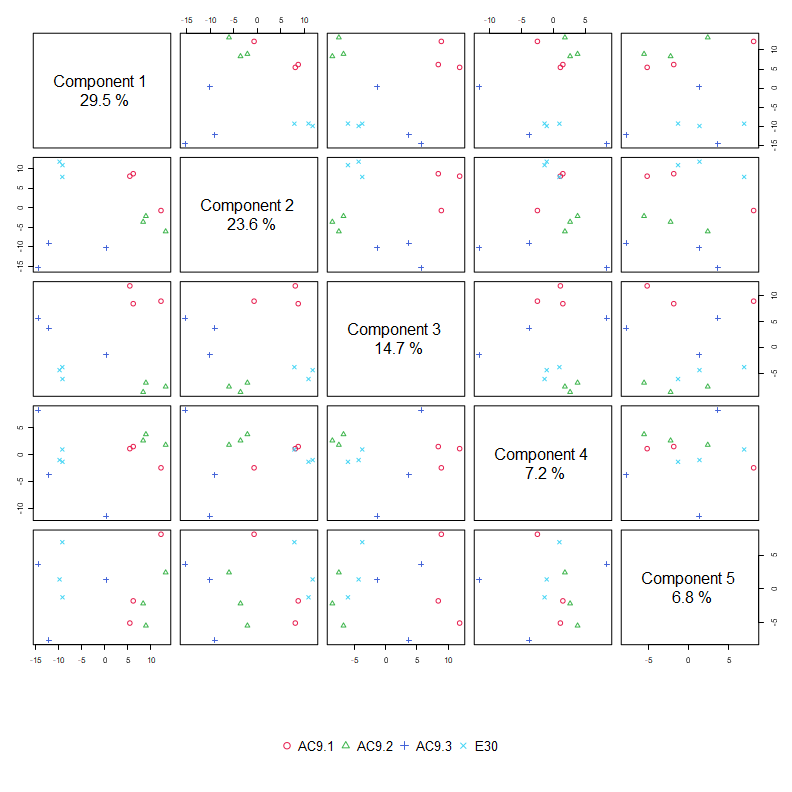 -15 -10 -5 0 5 10
-10 -5 0 5
Component 1
29.5 %
-15 -10 -5 0 5 10
-15 -10 -5 0 5 10
Component 2
23.6 %
Component 3
14.7 %
-5 0 5 10
-10 -5 0 5
Component 4
7.2 %
Component 5
6.8 %
-5 0 5
-15 -10 -5 0 5 10
-5 0 5 10
-5 0 5
AC9.1 AC9.2 AC9.3 E30